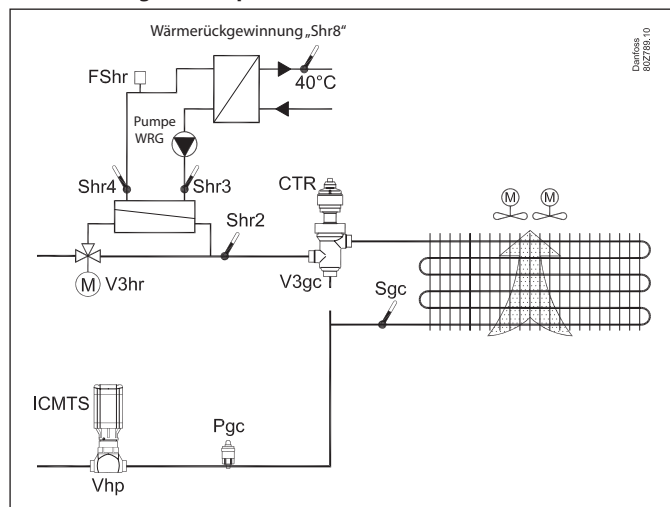 Wärmerückgewinnung „Shr8“
FShr
40°C
Pumpe
WRG
Shr4
Shr3
CTR
M
M
Shr2
M
V3hr
V3gc
Sgc
ICMTS
Pgc
Vhp
Danfoss
80Z789.10